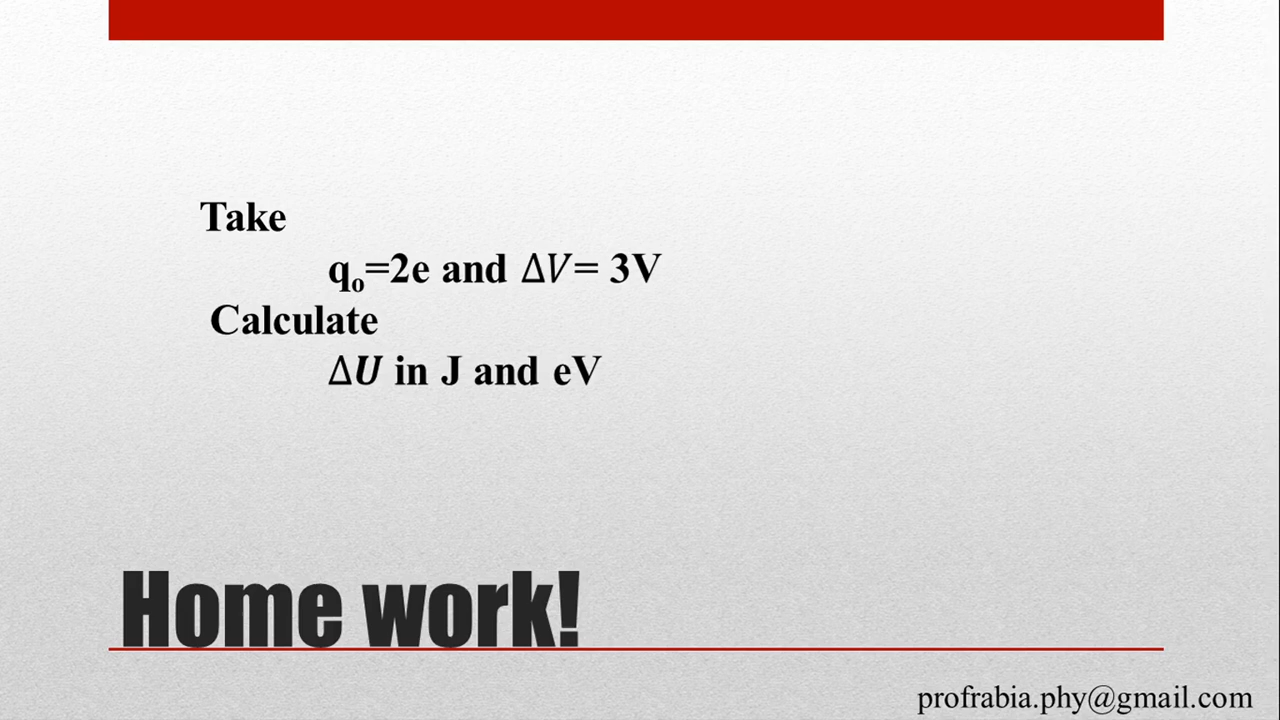 Take
qₒ=2e and ΔV= 3V
Calculate
ΔU in J and eV
Home work!
profrabia.phy@gmail.com